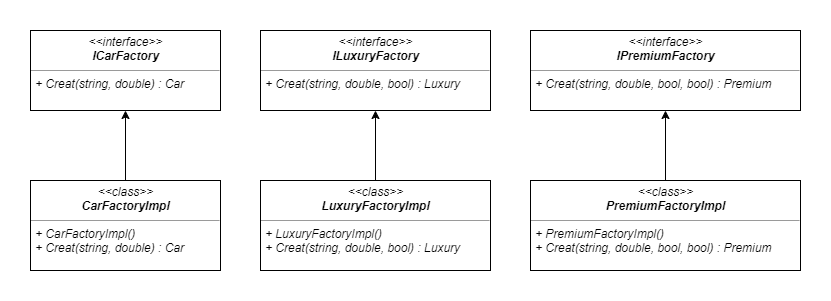 <<interface>>
ICarFactory
+ Creat(string, double) : Car
<<interface>>
ILuxuryFactory
+ Creat(string, double, bool) : Luxury
<<interface>>
IPremiumFactory
+ Creat(string, double, bool, bool) : Premium
<<class>>
CarFactoryImpl
+ CarFactoryImpl()
+ Creat(string, double) : Car
<<class>>
LuxuryFactoryImpl
+ LuxuryFactoryImpl()
+ Creat(string, double, bool) : Luxury
<<class>>
PremiumFactoryImpl
+ PremiumFactoryImpl()
+ Creat(string, double, bool, bool) : Premium